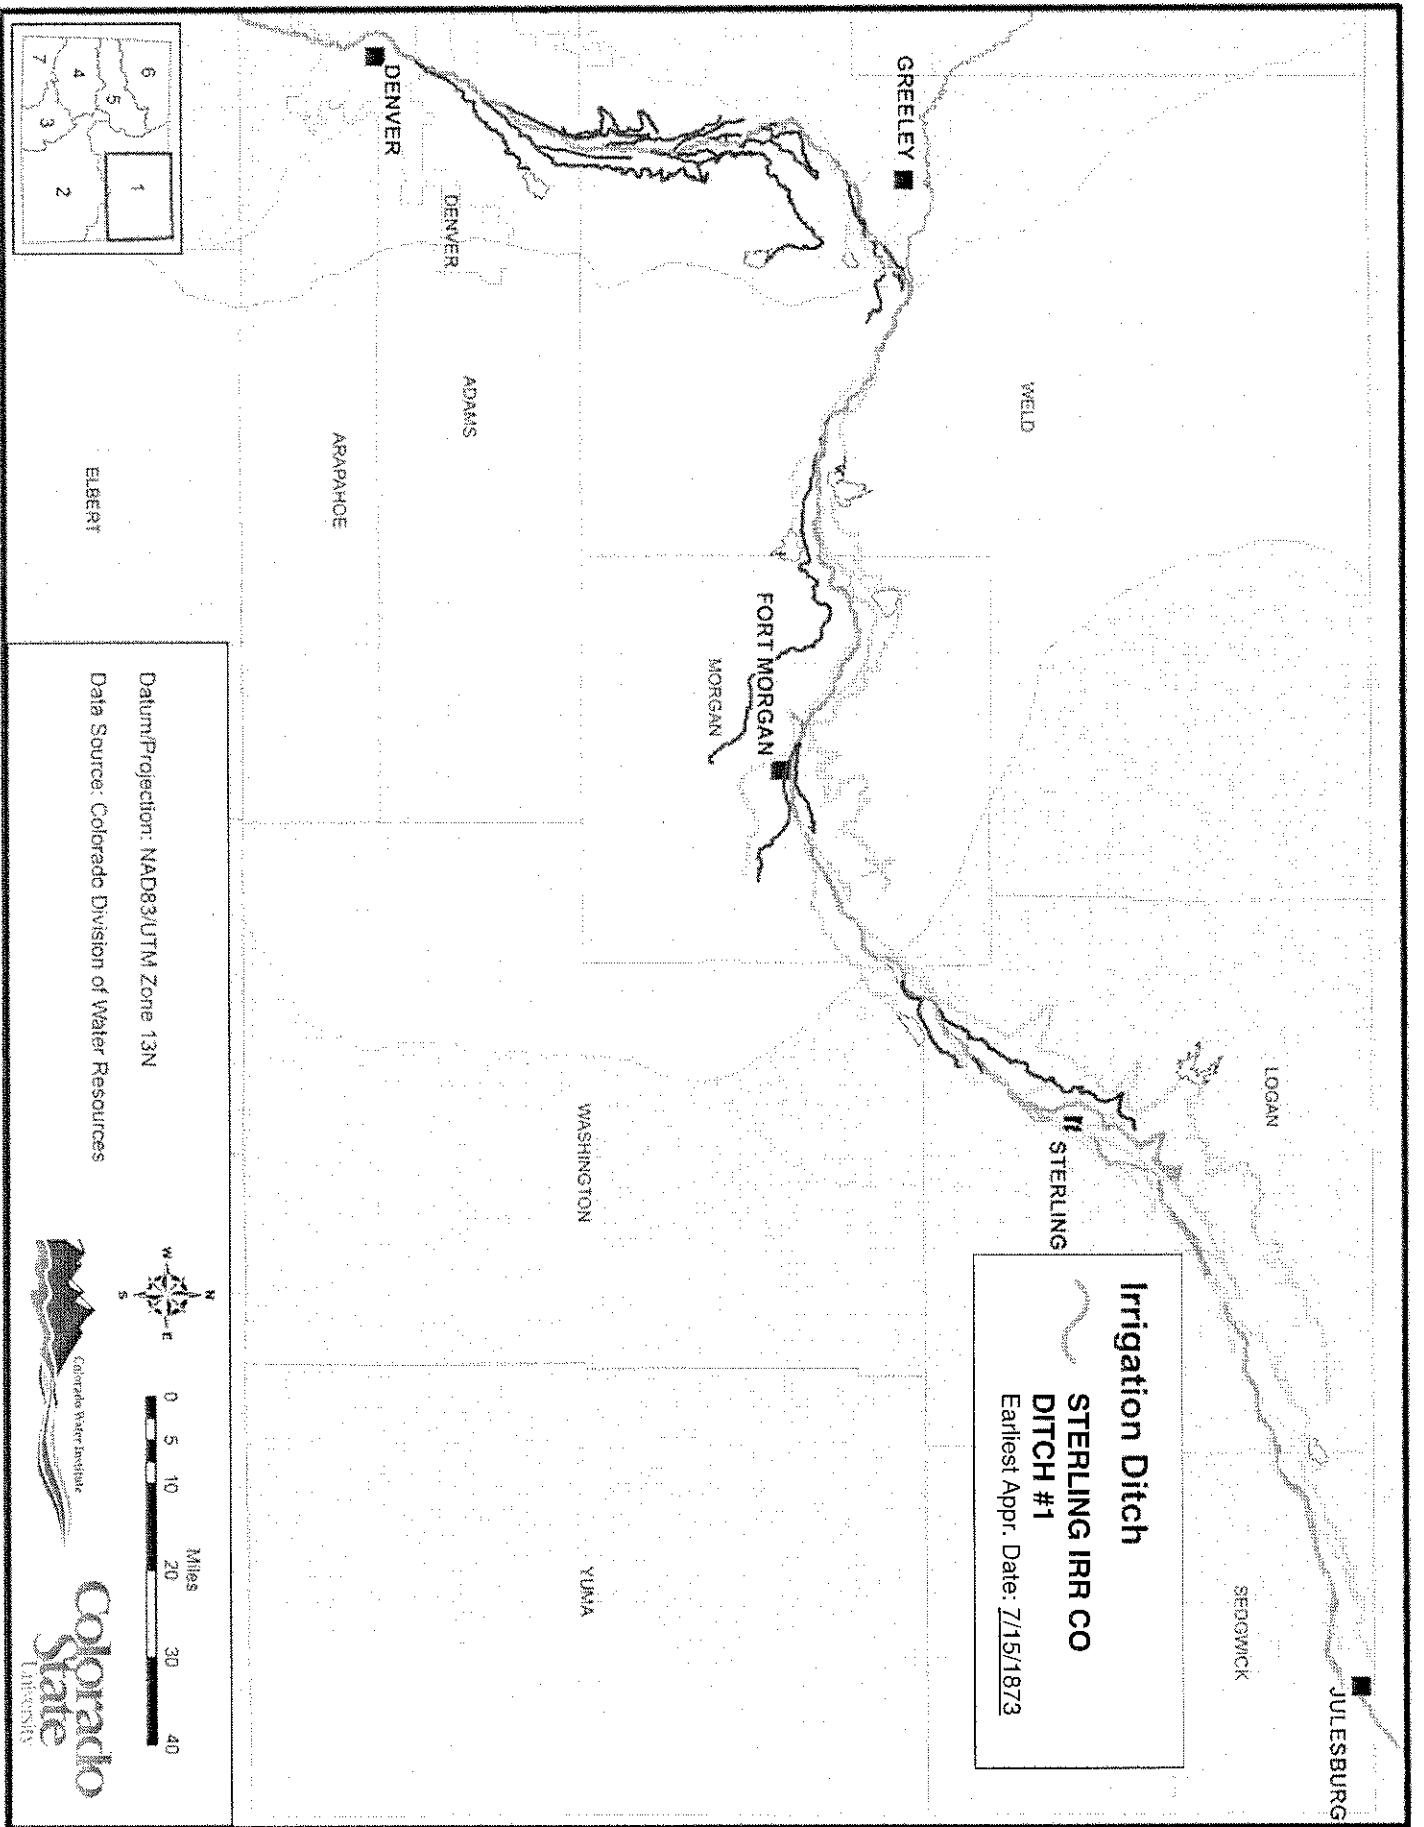 JULESBURG
SEDGWICK
LOGAN
Irrigation Ditch
STERLING IRR CO
DITCH #1
Earliest Appr. Date: 7/15/1873
STERLING
WELD
GREELEY
FORT MORGAN
MORGAN
WASHINGTON
YUMA
DENVER
DENVER
ADAMS
ARAPAHOE
ELBERT
6
5
4
7
3
1
2
Datum/Projection: NAD83/UTM Zone 13N
Data Source: Colorado Division of Water Resources
N
W
E
S
Miles
0 5 10 20 30 40
Colorado Water Institute
Colorado
State
University